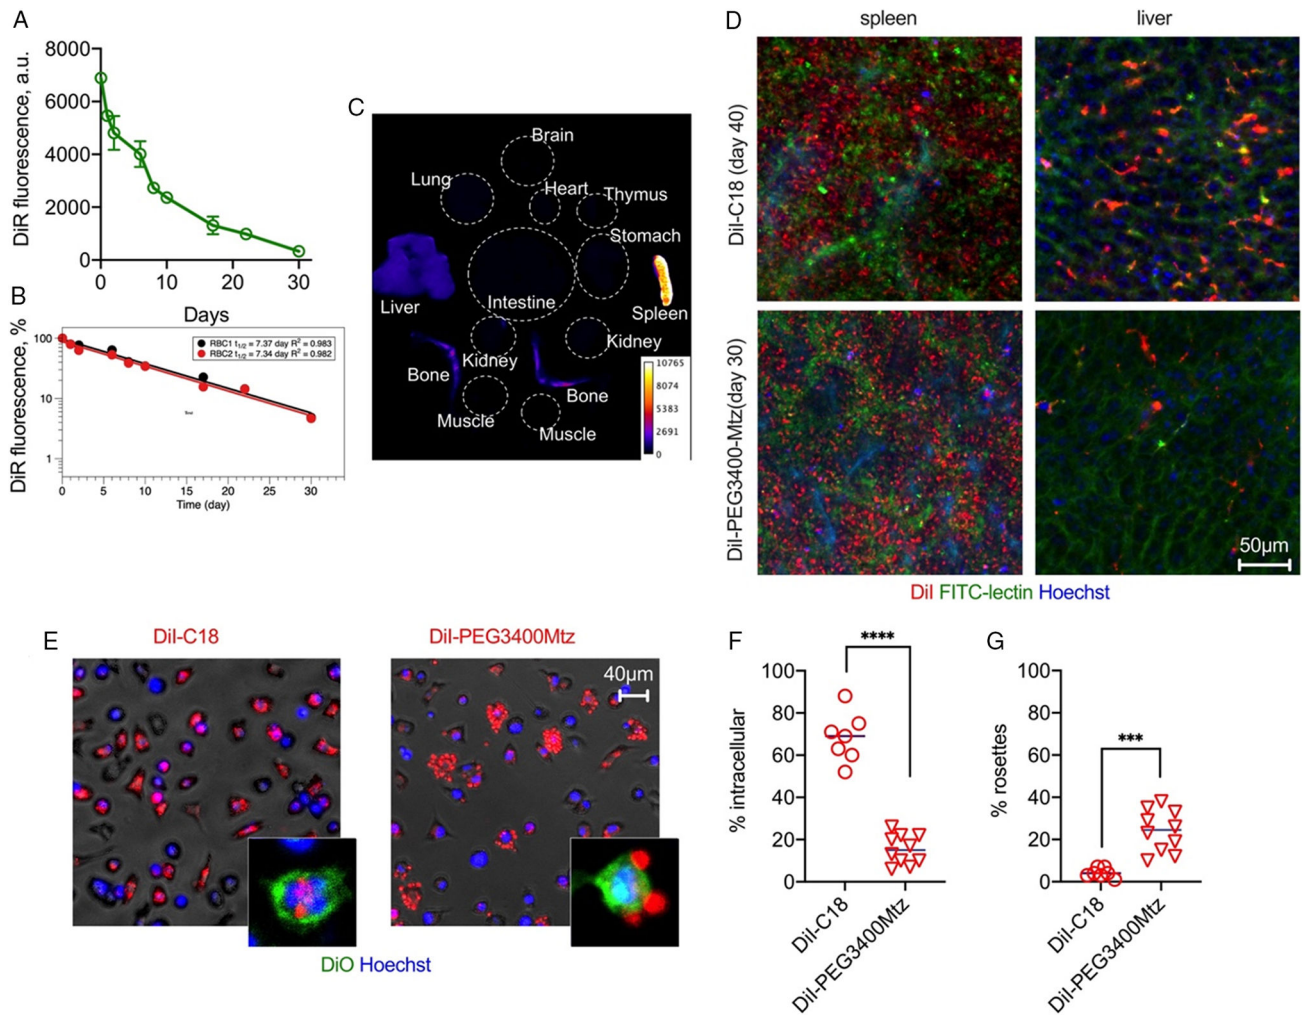 A
DiR fluorescence, a.u.
8000
6000
4000
2000
0
0 10 20 30
Days
B
DiR fluorescence, %
100
10
1
RBC1 t1/2 = 7.37 day R2 = 0.983
RBC2 t1/2 = 7.34 day R2 = 0.982
0 5 10 15 20 25 30
Time (day)
C
Brain
Lung
Heart
Thymus
Stomach
Liver
Intestine
Spleen
Kidney
Kidney
Bone
Bone
Muscle
Muscle
10765
8074
5383
2691
0
D
spleen liver
DiI-C18 (day 40)
DiI-PEG3400-Mtz(day 30)
50µm
DiI FITC-lectin Hoechst
E
DiI-C18 DiI-PEG3400Mtz
40µm
DiO Hoechst
F
% intracellular
100
80
60
40
20
0
****
DiI-C18
DiI-PEG3400Mtz
G
% rosettes
100
80
60
40
20
0
***
DiI-C18
DiI-PEG3400Mtz